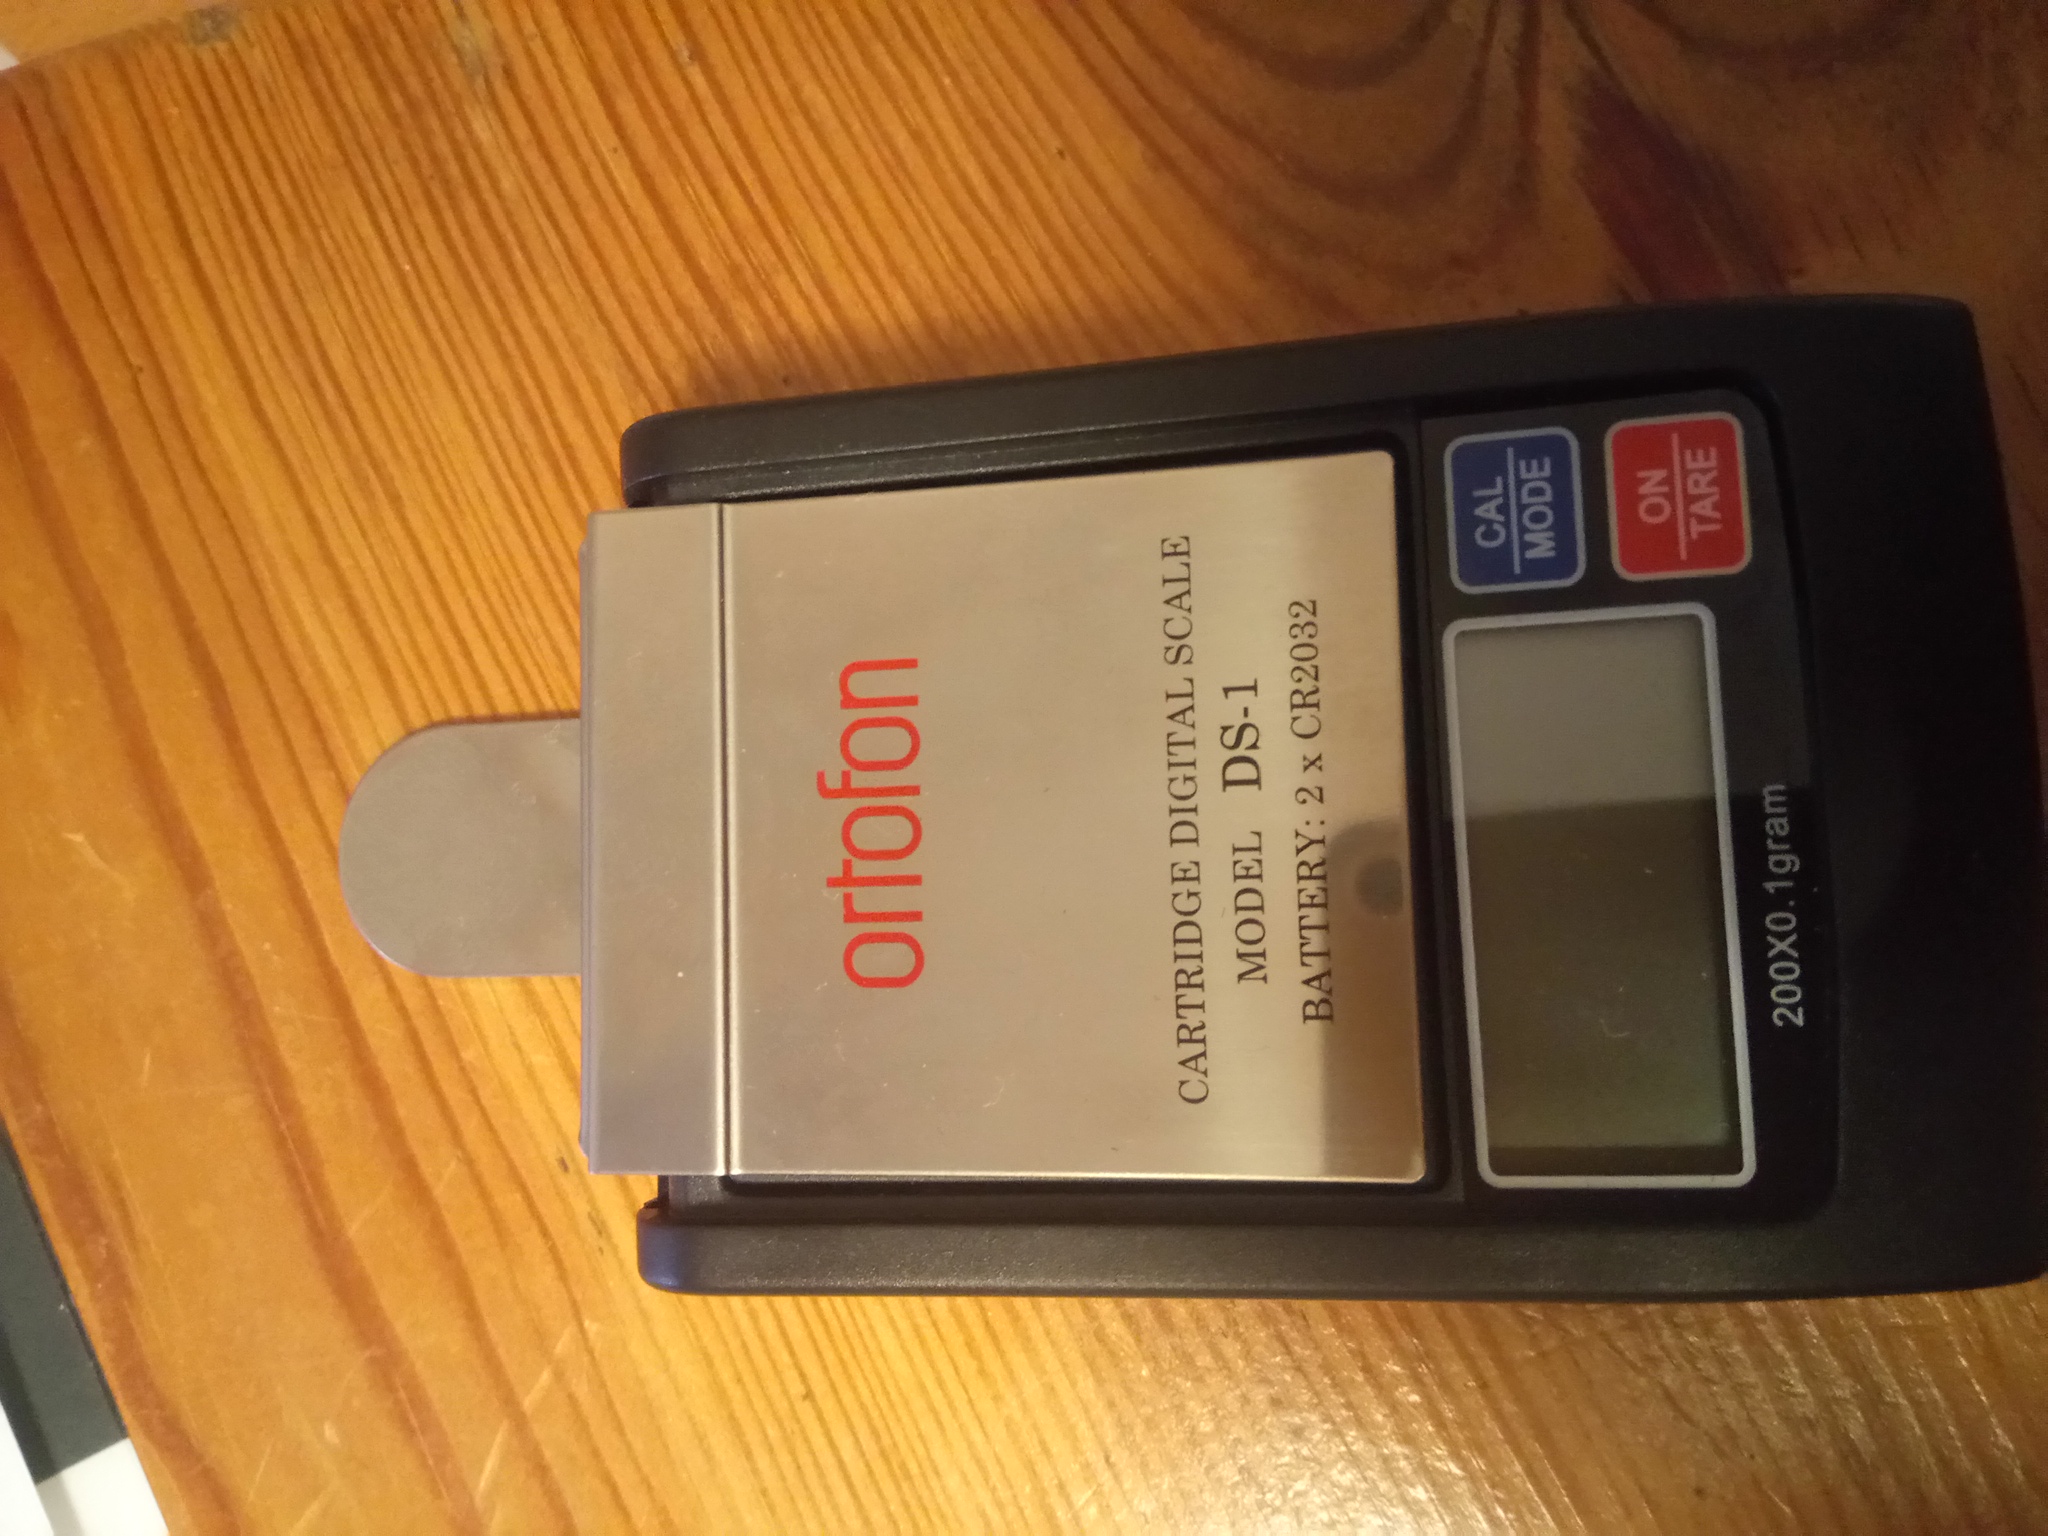 ortofon
CARTRIDGE DIGITAL SCALE
MODEL DS-1
BATTERY: 2 x CR2032
CAL
MODE
ON
TARE
200X0.1gram